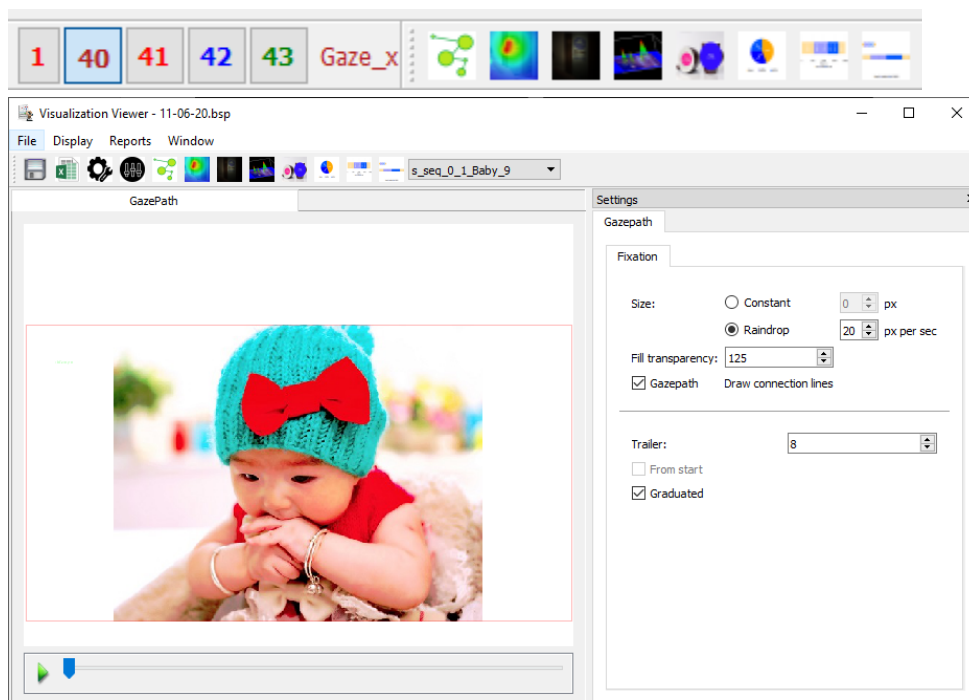 1 40 41 42 43 Gaze_x
Visualization Viewer - 11-06-20.bsp
File Display Reports Window
s_seq_0_1_Baby_9
GazePath
Settings
Gazepath
Fixation
Size: Constant 0 px
Raindrop 20 px per sec
Fill transparency: 125
Gazepath Draw connection lines
Trailer: 8
From start
Graduated